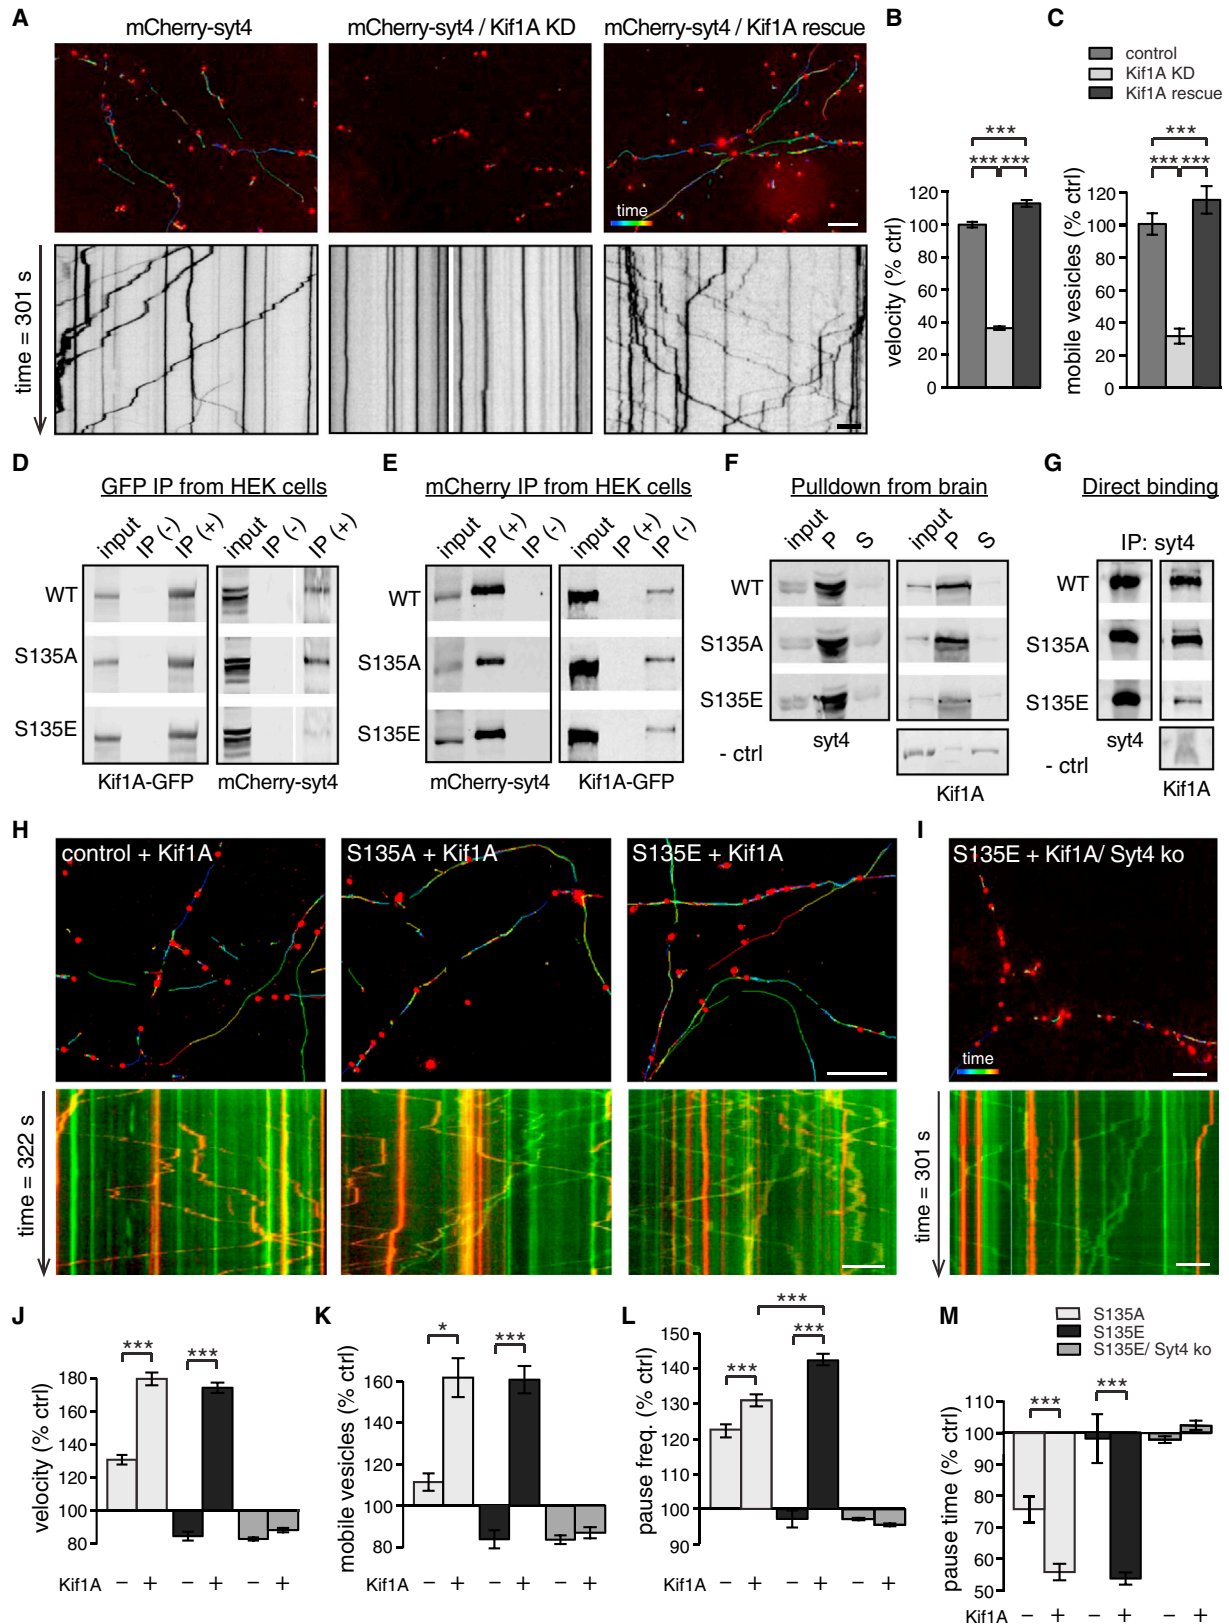 A
mCherry-syt4
mCherry-syt4 / Kif1A KD
mCherry-syt4 / Kif1A rescue
time
time = 301 s
B
C
control
Kif1A KD
Kif1A rescue
***
*** ***
velocity (% ctrl)
120
100
80
60
40
20
0
***
*** ***
mobile vesicles (% ctrl)
120
100
80
60
40
20
0
D
GFP IP from HEK cells
input IP (-) IP (+) input IP (-) IP (+)
WT
S135A
S135E
Kif1A-GFP
mCherry-syt4
E
mCherry IP from HEK cells
input IP (+) IP (-) input IP (+) IP (-)
WT
S135A
S135E
mCherry-syt4
Kif1A-GFP
F
Pulldown from brain
input P S input P S
WT
S135A
S135E
- ctrl
syt4
Kif1A
G
Direct binding
IP: syt4
WT
S135A
S135E
- ctrl
syt4
Kif1A
H
control + Kif1A
S135A + Kif1A
S135E + Kif1A
time = 322 s
I
S135E + Kif1A/ Syt4 ko
time
time = 301 s
J
velocity (% ctrl)
180
160
130
100
80
***
***
Kif1A - + - + - +
K
mobile vesicles (% ctrl)
160
140
120
100
80
*
***
Kif1A - + - + - +
L
pause freq. (% ctrl)
150
140
130
120
110
100
90
***
***
***
Kif1A - + - + - +
M
S135A
S135E
S135E/ Syt4 ko
pause time (% ctrl)
110
100
90
80
70
60
50
***
***
Kif1A - + - + - +